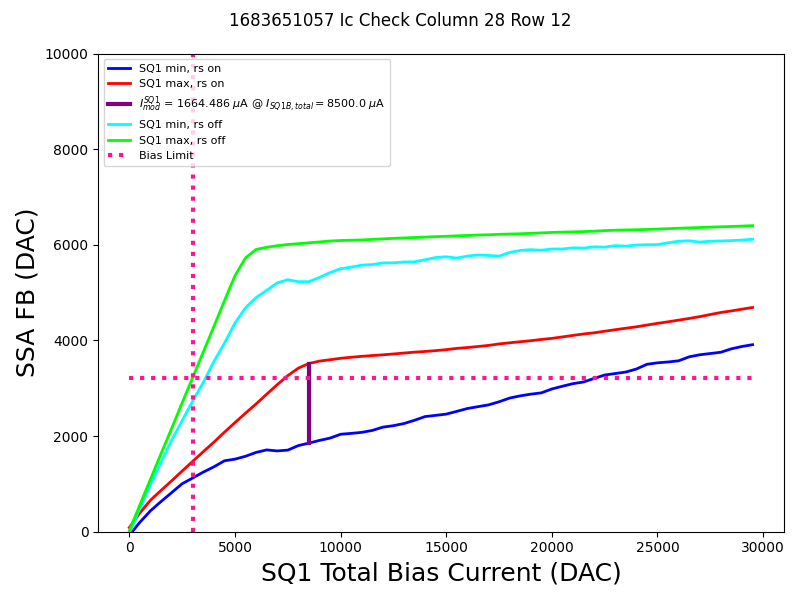 1683651057 Ic Check Column 28 Row 12
10000
8000
6000
4000
2000
0
SSA FB (DAC)
SQ1 min, rs on
SQ1 max, rs on
I_{mod}^{SQ1} = 1664.486 μA @ I_{SQ1B,total} = 8500.0 μA
SQ1 min, rs off
SQ1 max, rs off
Bias Limit
0 5000 10000 15000 20000 25000 30000
SQ1 Total Bias Current (DAC)